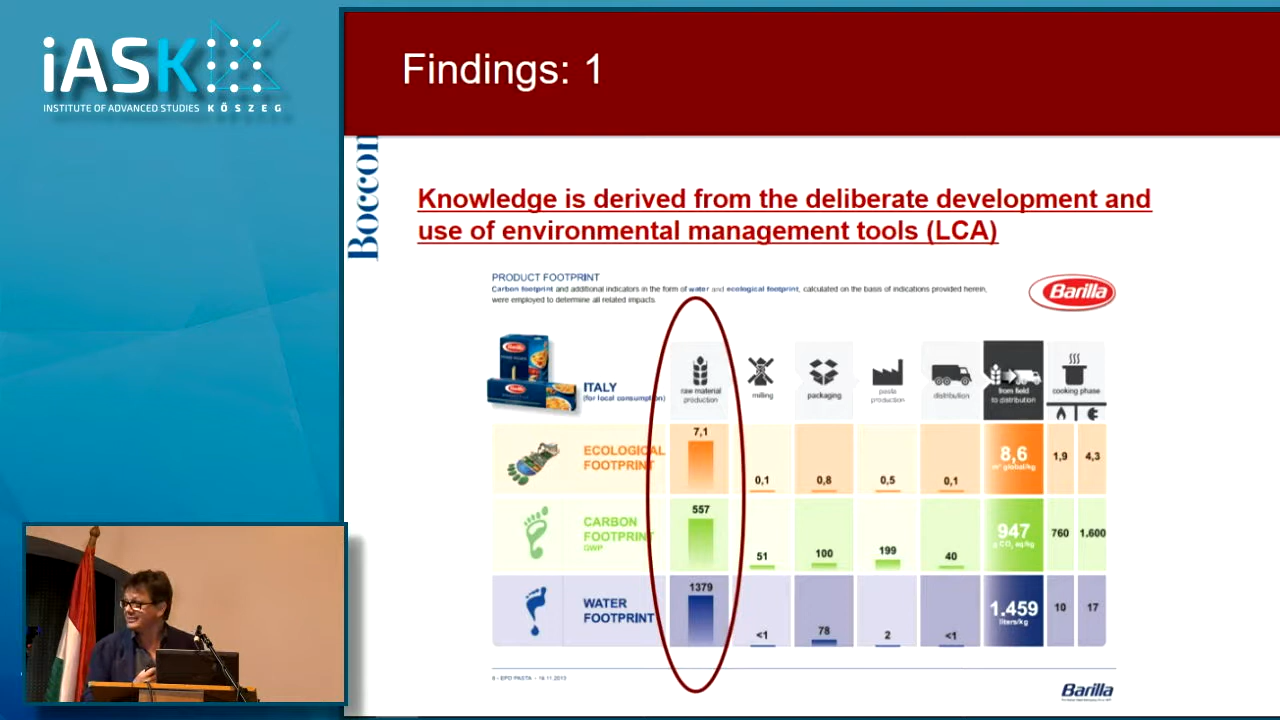 iASK
INSTITUTE OF ADVANCED STUDIES KŐSZEG
Findings: 1
Knowledge is derived from the deliberate development and
use of environmental management tools (LCA)
PRODUCT FOOTPRINT
Carbon footprint and additional indicators in the form of water and ecological footprint, calculated on the basis of indications provided herein,
were employed to determine all related impacts.
Barilla
ITALY
(for local consumption)
raw material
production
milling
packaging
pasta
production
distribution
from field
to distribution
cooking phase
ECOLOGICAL
FOOTPRINT
7,1
0,1
0,8
0,5
0,1
8,6
m² global/kg
1,9
4,3
CARBON
FOOTPRINT
GWP
557
51
100
199
40
947
g CO₂ eq/kg
760
1.600
WATER
FOOTPRINT
1379
<1
78
2
<1
1.459
liters/kg
10
17
8 - EPD PASTA - 14.11.2013
Barilla